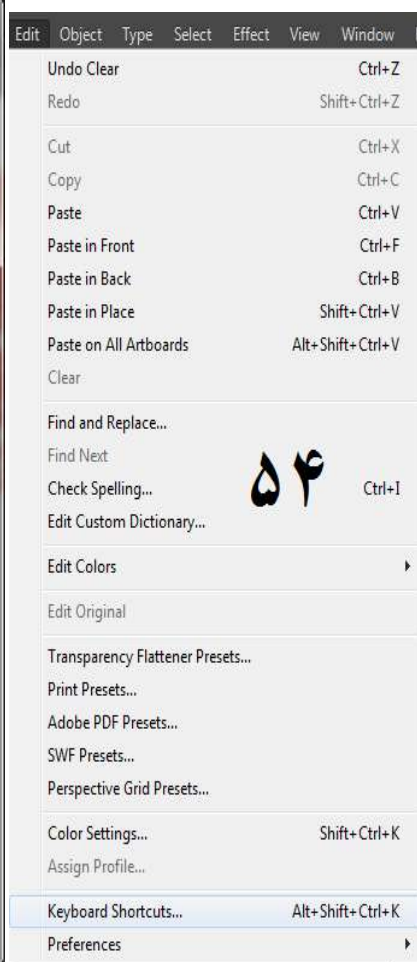 Edit Object Type Select Effect View Window
Undo Clear Ctrl+Z
Redo Shift+Ctrl+Z
Cut Ctrl+X
Copy Ctrl+C
Paste Ctrl+V
Paste in Front Ctrl+F
Paste in Back Ctrl+B
Paste in Place Shift+Ctrl+V
Paste on All Artboards Alt+Shift+Ctrl+V
Clear
Find and Replace...
Find Next
Check Spelling... Ctrl+I
۵۴
Edit Custom Dictionary...
Edit Colors
Edit Original
Transparency Flattener Presets...
Print Presets...
Adobe PDF Presets...
SWF Presets...
Perspective Grid Presets...
Color Settings... Shift+Ctrl+K
Assign Profile...
Keyboard Shortcuts... Alt+Shift+Ctrl+K
Preferences